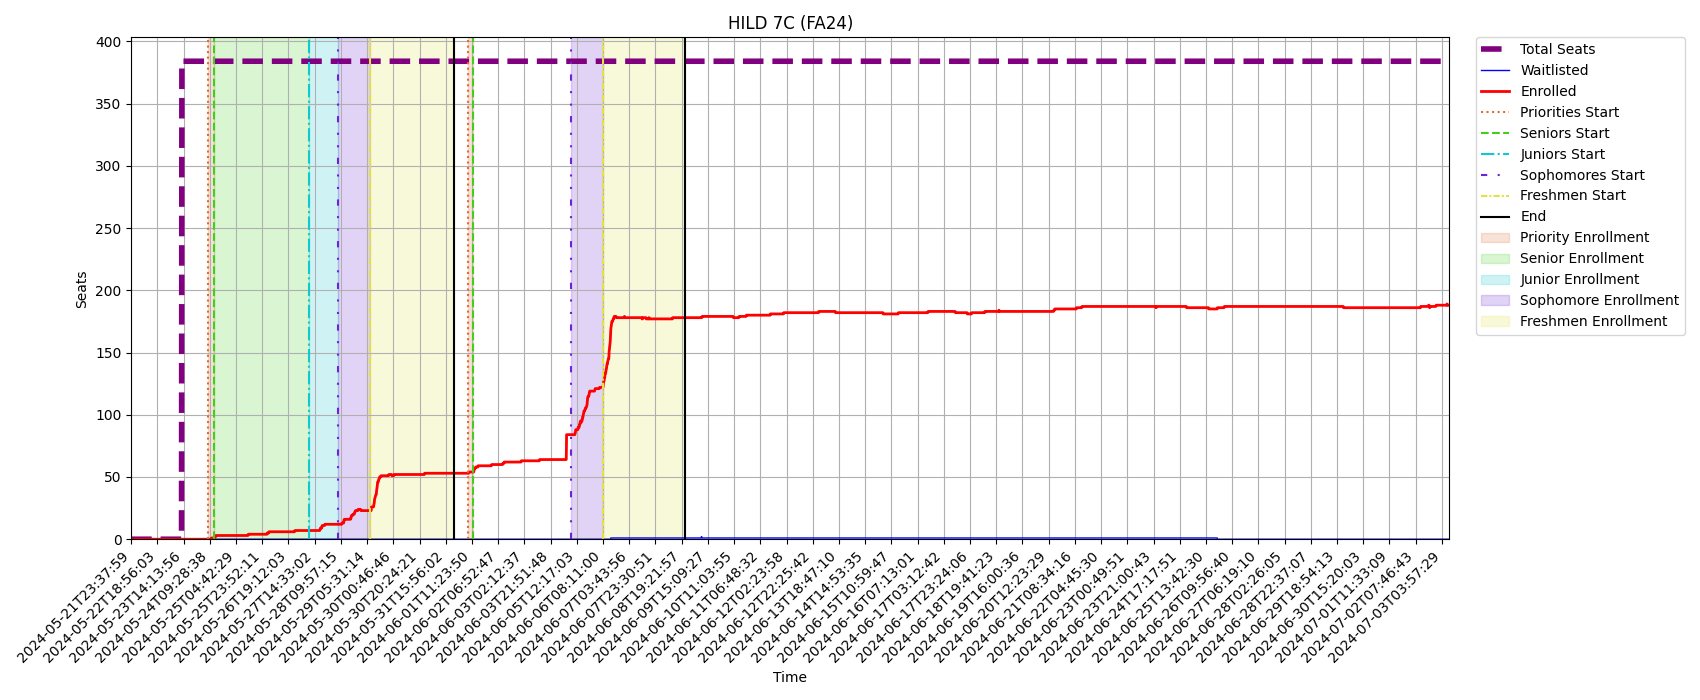 HILD 7C (FA24)
Seats
400
350
300
250
200
150
100
50
0
2024-05-21T23:37:59
2024-05-22T18:56:03
2024-05-23T14:13:56
2024-05-24T09:28:38
2024-05-25T04:42:29
2024-05-25T23:52:11
2024-05-26T19:12:03
2024-05-27T14:33:02
2024-05-28T09:57:15
2024-05-29T05:31:14
2024-05-30T00:46:46
2024-05-30T20:24:21
2024-05-31T15:56:02
2024-06-01T11:23:50
2024-06-02T06:52:47
2024-06-03T02:12:37
2024-06-03T21:51:48
2024-06-05T12:17:03
2024-06-06T08:11:00
2024-06-07T03:43:56
2024-06-07T23:30:51
2024-06-08T19:21:57
2024-06-09T15:09:27
2024-06-10T11:03:55
2024-06-11T06:48:32
2024-06-12T02:23:58
2024-06-12T22:25:42
2024-06-13T18:47:10
2024-06-14T14:53:35
2024-06-15T10:59:47
2024-06-16T07:13:01
2024-06-17T03:12:42
2024-06-17T23:24:06
2024-06-18T19:41:23
2024-06-19T16:00:36
2024-06-20T12:23:29
2024-06-21T08:34:16
2024-06-22T04:45:30
2024-06-23T00:49:51
2024-06-23T21:00:43
2024-06-24T17:17:51
2024-06-25T13:42:30
2024-06-26T09:56:40
2024-06-27T06:19:10
2024-06-28T02:26:05
2024-06-28T22:37:07
2024-06-29T18:54:13
2024-06-30T15:20:03
2024-07-01T11:33:09
2024-07-02T07:46:43
2024-07-03T03:57:29
Time
Total Seats
Waitlisted
Enrolled
Priorities Start
Seniors Start
Juniors Start
Sophomores Start
Freshmen Start
End
Priority Enrollment
Senior Enrollment
Junior Enrollment
Sophomore Enrollment
Freshmen Enrollment